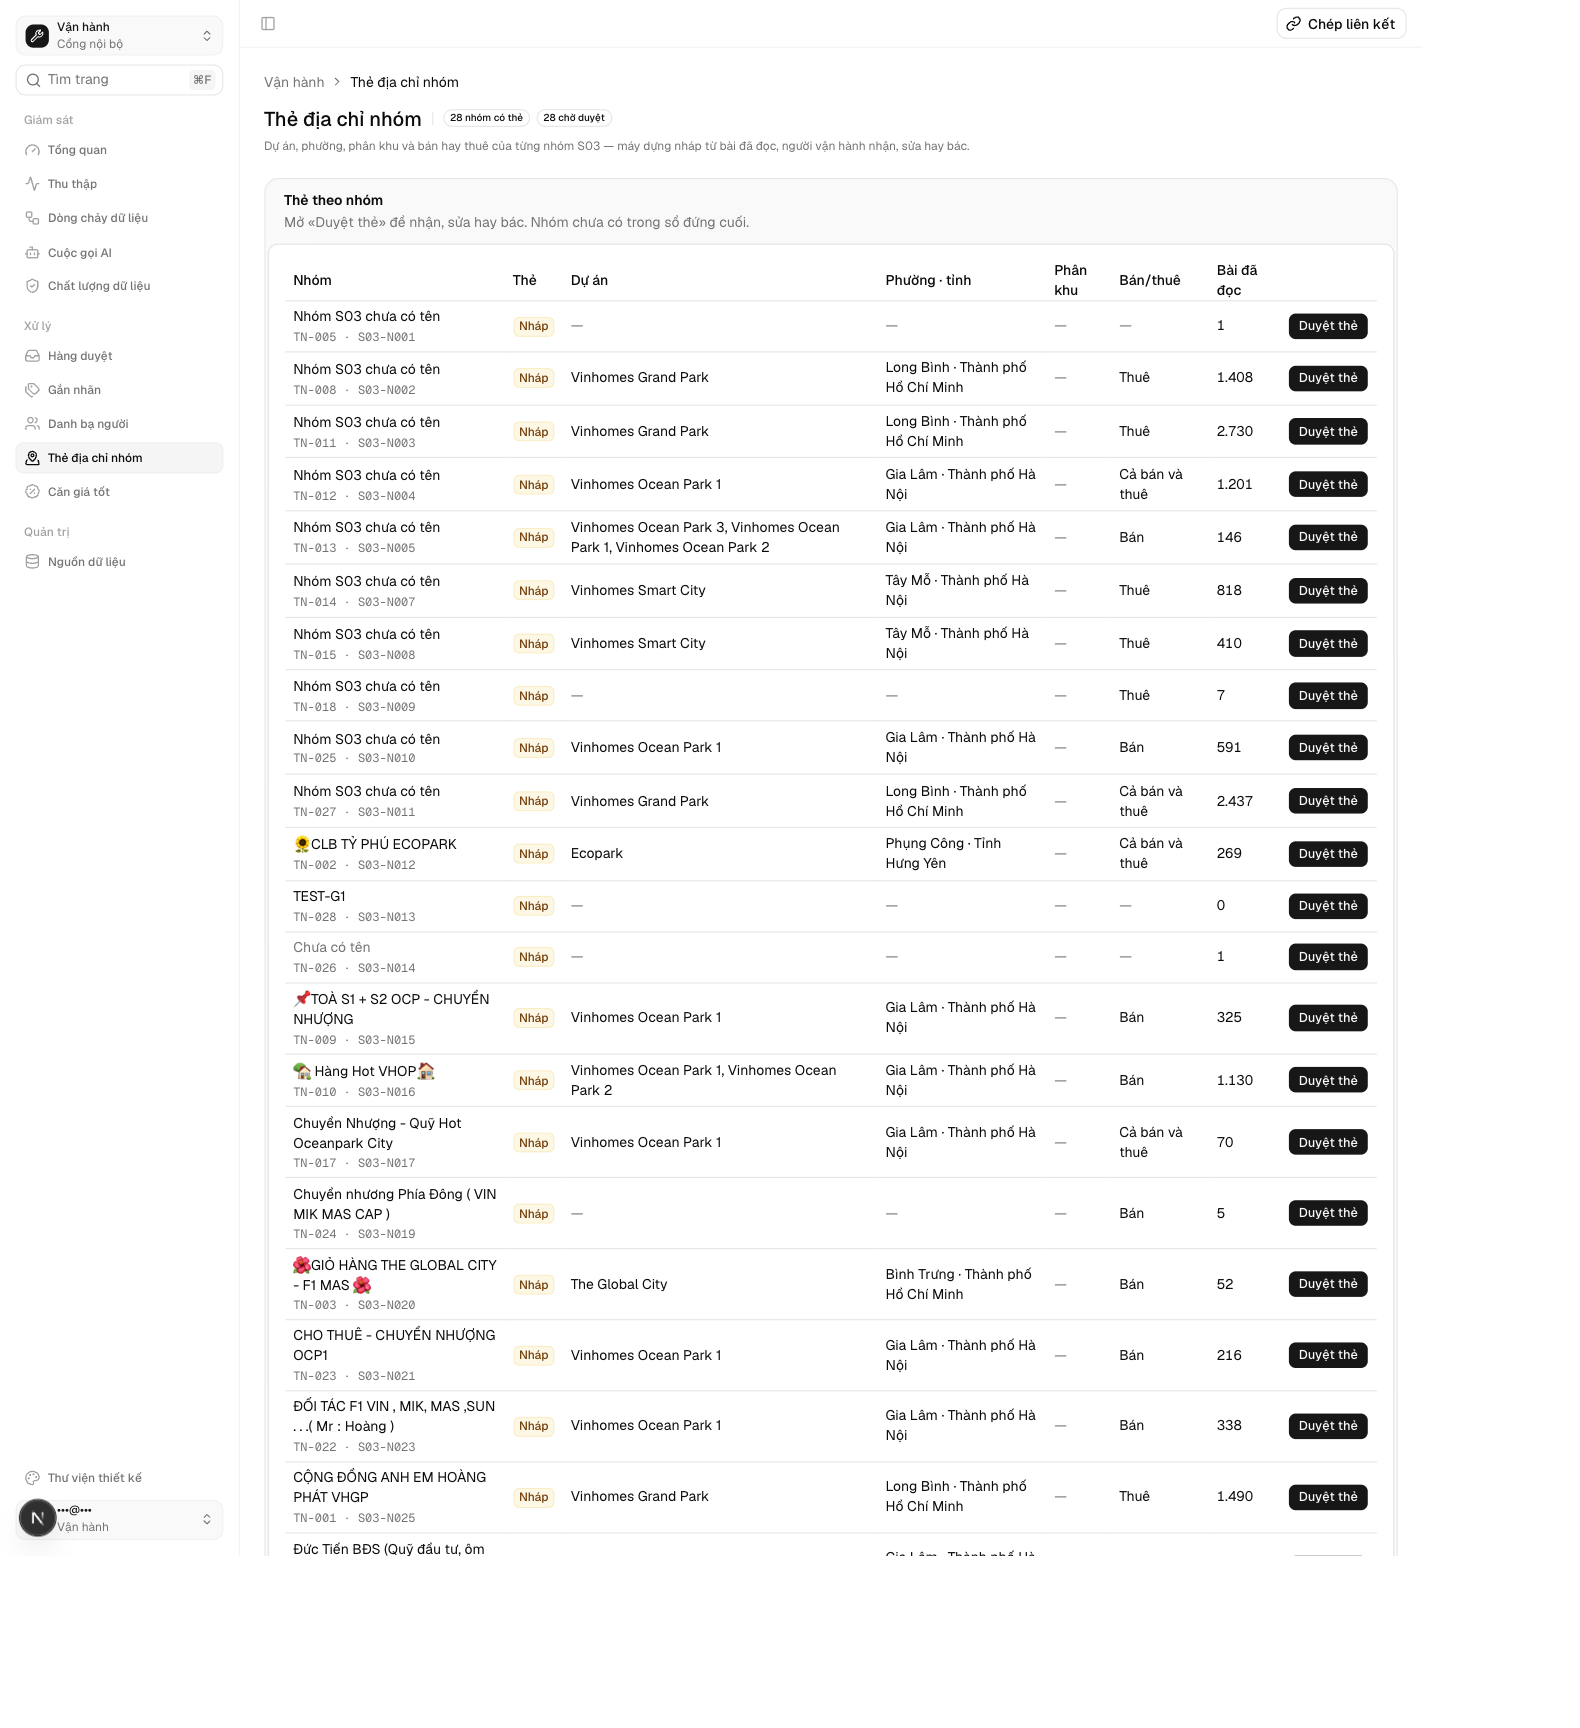 Vận hành
Cổng nội bộ
Tìm trang
⌘F
Giám sát
Tổng quan
Thu thập
Dòng chảy dữ liệu
Cuộc gọi AI
Chất lượng dữ liệu
Xử lý
Hàng duyệt
Gắn nhãn
Danh bạ người
Thẻ địa chỉ nhóm
Căn giá tốt
Quản trị
Nguồn dữ liệu
Thư viện thiết kế
N
•••@•••
Vận hành
Chép liên kết
Vận hành > Thẻ địa chỉ nhóm
Thẻ địa chỉ nhóm 28 nhóm có thẻ 28 chờ duyệt
Dự án, phường, phân khu và bán hay thuê của từng nhóm S03 — máy dựng nháp từ bài đã đọc, người vận hành nhận, sửa hay bác.
Thẻ theo nhóm
Mở «Duyệt thẻ» để nhận, sửa hay bác. Nhóm chưa có trong sổ đứng cuối.
Nhóm Thẻ Dự án Phường · tỉnh Phân khu Bán/thuê Bài đã đọc
Nhóm S03 chưa có tên
TN-005 · S03-N001
Nháp — — — — 1 Duyệt thẻ
Nhóm S03 chưa có tên
TN-008 · S03-N002
Nháp Vinhomes Grand Park Long Bình · Thành phố Hồ Chí Minh — Thuê 1.408 Duyệt thẻ
Nhóm S03 chưa có tên
TN-011 · S03-N003
Nháp Vinhomes Grand Park Long Bình · Thành phố Hồ Chí Minh — Thuê 2.730 Duyệt thẻ
Nhóm S03 chưa có tên
TN-012 · S03-N004
Nháp Vinhomes Ocean Park 1 Gia Lâm · Thành phố Hà Nội — Cả bán và thuê 1.201 Duyệt thẻ
Nhóm S03 chưa có tên
TN-013 · S03-N005
Nháp Vinhomes Ocean Park 3, Vinhomes Ocean Park 1, Vinhomes Ocean Park 2 Gia Lâm · Thành phố Hà Nội — Bán 146 Duyệt thẻ
Nhóm S03 chưa có tên
TN-014 · S03-N007
Nháp Vinhomes Smart City Tây Mỗ · Thành phố Hà Nội — Thuê 818 Duyệt thẻ
Nhóm S03 chưa có tên
TN-015 · S03-N008
Nháp Vinhomes Smart City Tây Mỗ · Thành phố Hà Nội — Thuê 410 Duyệt thẻ
Nhóm S03 chưa có tên
TN-018 · S03-N009
Nháp — — — Thuê 7 Duyệt thẻ
Nhóm S03 chưa có tên
TN-025 · S03-N010
Nháp Vinhomes Ocean Park 1 Gia Lâm · Thành phố Hà Nội — Bán 591 Duyệt thẻ
Nhóm S03 chưa có tên
TN-027 · S03-N011
Nháp Vinhomes Grand Park Long Bình · Thành phố Hồ Chí Minh — Cả bán và thuê 2.437 Duyệt thẻ
🌻CLB TỶ PHÚ ECOPARK
TN-002 · S03-N012
Nháp Ecopark Phụng Công · Tỉnh Hưng Yên — Cả bán và thuê 269 Duyệt thẻ
TEST-G1
TN-028 · S03-N013
Nháp — — — — 0 Duyệt thẻ
Chưa có tên
TN-026 · S03-N014
Nháp — — — — 1 Duyệt thẻ
📌TOÀ S1 + S2 OCP - CHUYỂN NHƯỢNG
TN-009 · S03-N015
Nháp Vinhomes Ocean Park 1 Gia Lâm · Thành phố Hà Nội — Bán 325 Duyệt thẻ
🏡 Hàng Hot VHOP🏠
TN-010 · S03-N016
Nháp Vinhomes Ocean Park 1, Vinhomes Ocean Park 2 Gia Lâm · Thành phố Hà Nội — Bán 1.130 Duyệt thẻ
Chuyển Nhượng - Quỹ Hot Oceanpark City
TN-017 · S03-N017
Nháp Vinhomes Ocean Park 1 Gia Lâm · Thành phố Hà Nội — Cả bán và thuê 70 Duyệt thẻ
Chuyển nhương Phía Đông ( VIN MIK MAS CAP )
TN-024 · S03-N019
Nháp — — — Bán 5 Duyệt thẻ
🌺GIỎ HÀNG THE GLOBAL CITY - F1 MAS🌺
TN-003 · S03-N020
Nháp The Global City Bình Trưng · Thành phố Hồ Chí Minh — Bán 52 Duyệt thẻ
CHO THUÊ - CHUYỂN NHƯỢNG OCP1
TN-023 · S03-N021
Nháp Vinhomes Ocean Park 1 Gia Lâm · Thành phố Hà Nội — Bán 216 Duyệt thẻ
ĐỐI TÁC F1 VIN , MIK, MAS ,SUN . . .( Mr : Hoàng )
TN-022 · S03-N023
Nháp Vinhomes Ocean Park 1 Gia Lâm · Thành phố Hà Nội — Bán 338 Duyệt thẻ
CỘNG ĐỒNG ANH EM HOÀNG PHÁT VHGP
TN-001 · S03-N025
Nháp Vinhomes Grand Park Long Bình · Thành phố Hồ Chí Minh — Thuê 1.490 Duyệt thẻ
Đức Tiến BĐS (Quỹ đầu tư, ôm
Gia Lâm · Thành phố Hà